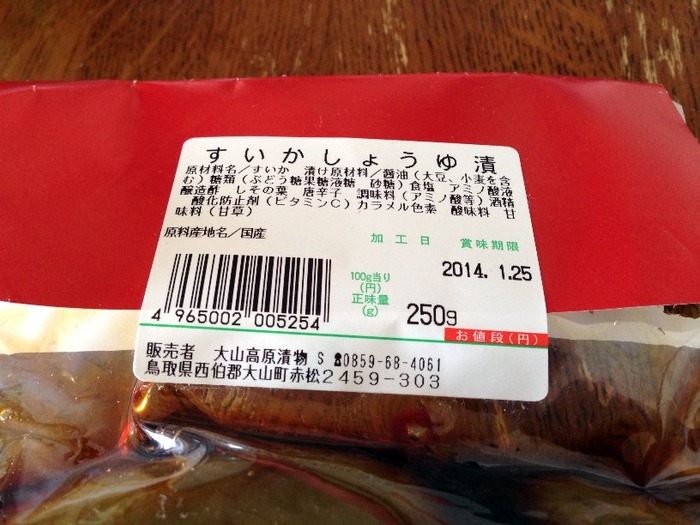 すいかしょうゆ漬
原材料名／すいか　漬け原材料／醤油（大豆、小麦を含
む）糖類（ぶどう糖果糖液糖　砂糖）食塩　アミノ酸液
醸造酢　しその葉　唐辛子　調味料（アミノ酸等）酒精
酸化防止剤（ビタミンC）カラメル色素　酸味料　甘
味料（甘草）
原料産地名／国産
加工日　賞味期限
2014. 1.25
100g当り
（円）
正味量
（g）
250g
4 965002 005254
お値段（円）
販売者　大山高原漬物 S ☎0859-68-4061
鳥取県西伯郡大山町赤松2459-303